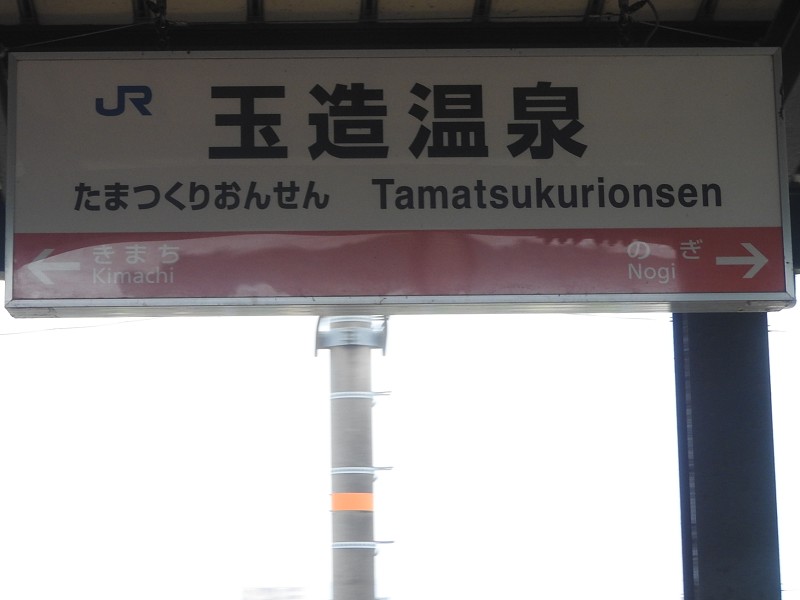 JR 玉造温泉
たまつくりおんせん Tamatsukurionsen
← きまち のぎ →
Kimachi Nogi